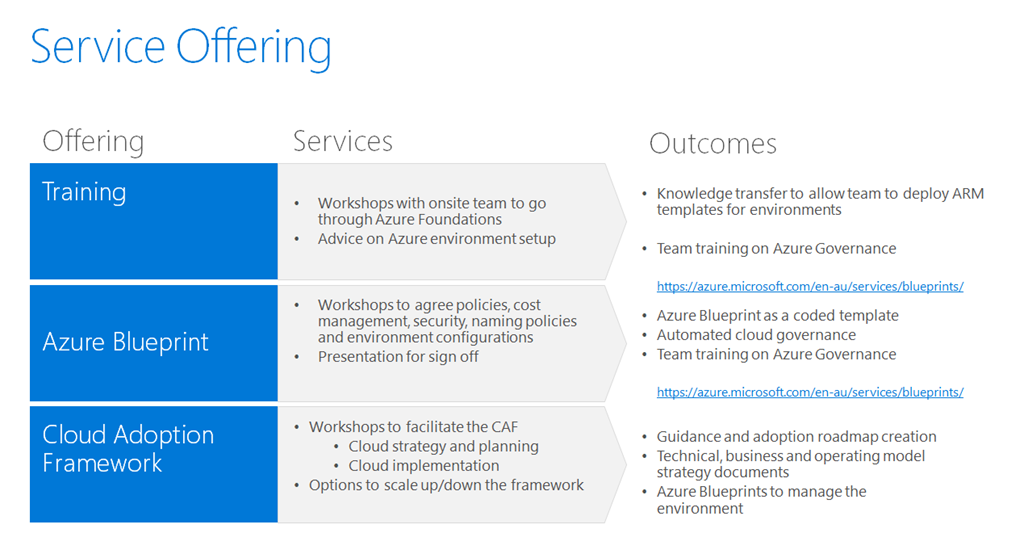 Service Offering
Offering
Services
Outcomes
Training
• Workshops with onsite team to go
through Azure Foundations
• Advice on Azure environment setup
• Knowledge transfer to allow team to deploy ARM
templates for environments
• Team training on Azure Governance
https://azure.microsoft.com/en-au/services/blueprints/
Azure Blueprint
• Workshops to agree policies, cost
management, security, naming policies
and environment configurations
• Presentation for sign off
• Azure Blueprint as a coded template
• Automated cloud governance
• Team training on Azure Governance
https://azure.microsoft.com/en-au/services/blueprints/
Cloud Adoption
Framework
• Workshops to facilitate the CAF
• Cloud strategy and planning
• Cloud implementation
• Options to scale up/down the framework
• Guidance and adoption roadmap creation
• Technical, business and operating model
strategy documents
• Azure Blueprints to manage the
environment